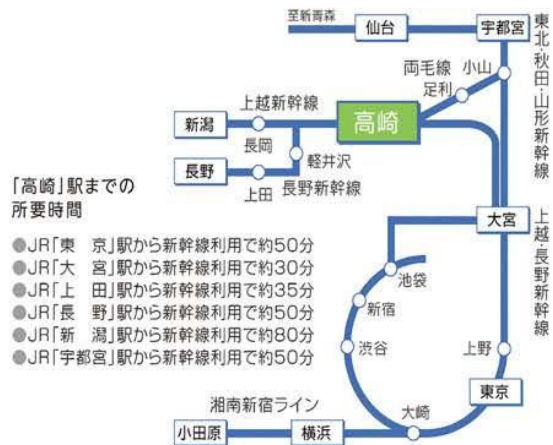 至新青森
仙台
宇都宮
東北・秋田・山形新幹線
両毛線
小山
足利
上越新幹線
高崎
新潟
長岡
長野
軽井沢
上田
長野新幹線
「高崎」駅までの
所要時間
●JR「東　京」駅から新幹線利用で約50分
●JR「大　宮」駅から新幹線利用で約30分
●JR「上　田」駅から新幹線利用で約35分
●JR「長　野」駅から新幹線利用で約50分
●JR「新　潟」駅から新幹線利用で約80分
●JR「宇都宮」駅から新幹線利用で約50分
大宮
上越・長野新幹線
池袋
新宿
渋谷
上野
東京
湘南新宿ライン
大崎
小田原
横浜